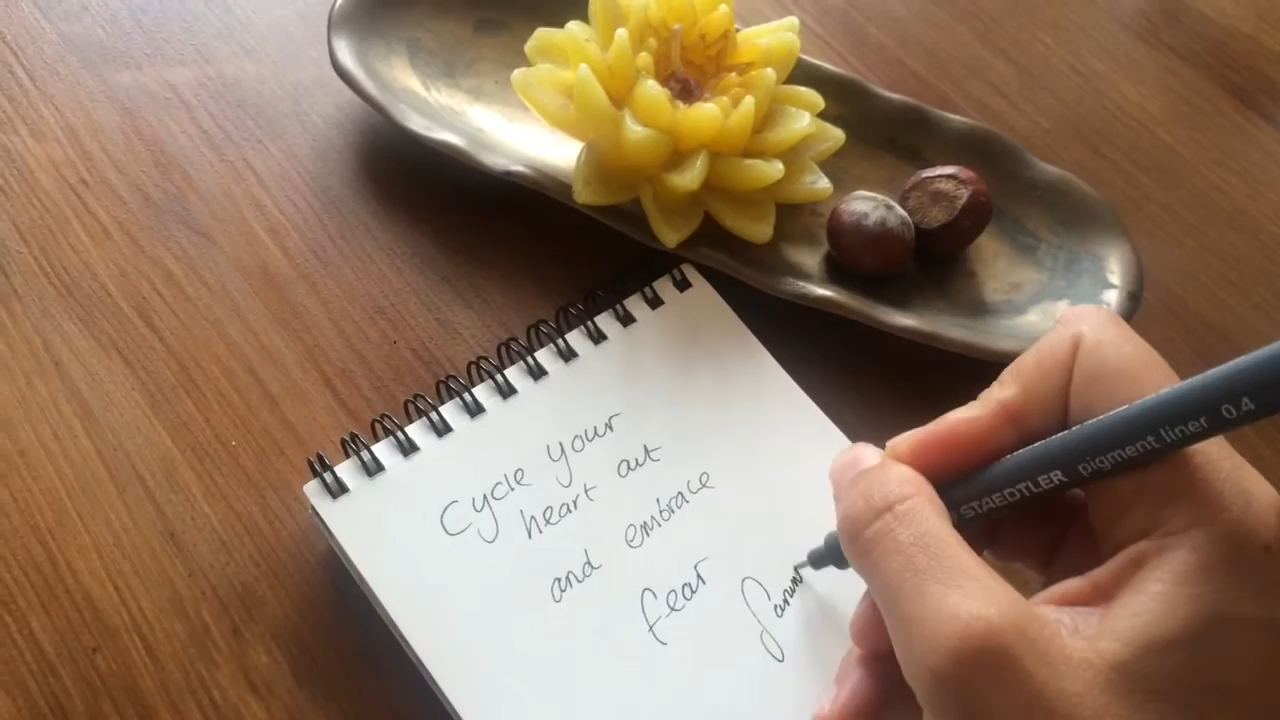 Cycle your
heart out
and embrace
fear
STAEDTLER pigment liner 0.4